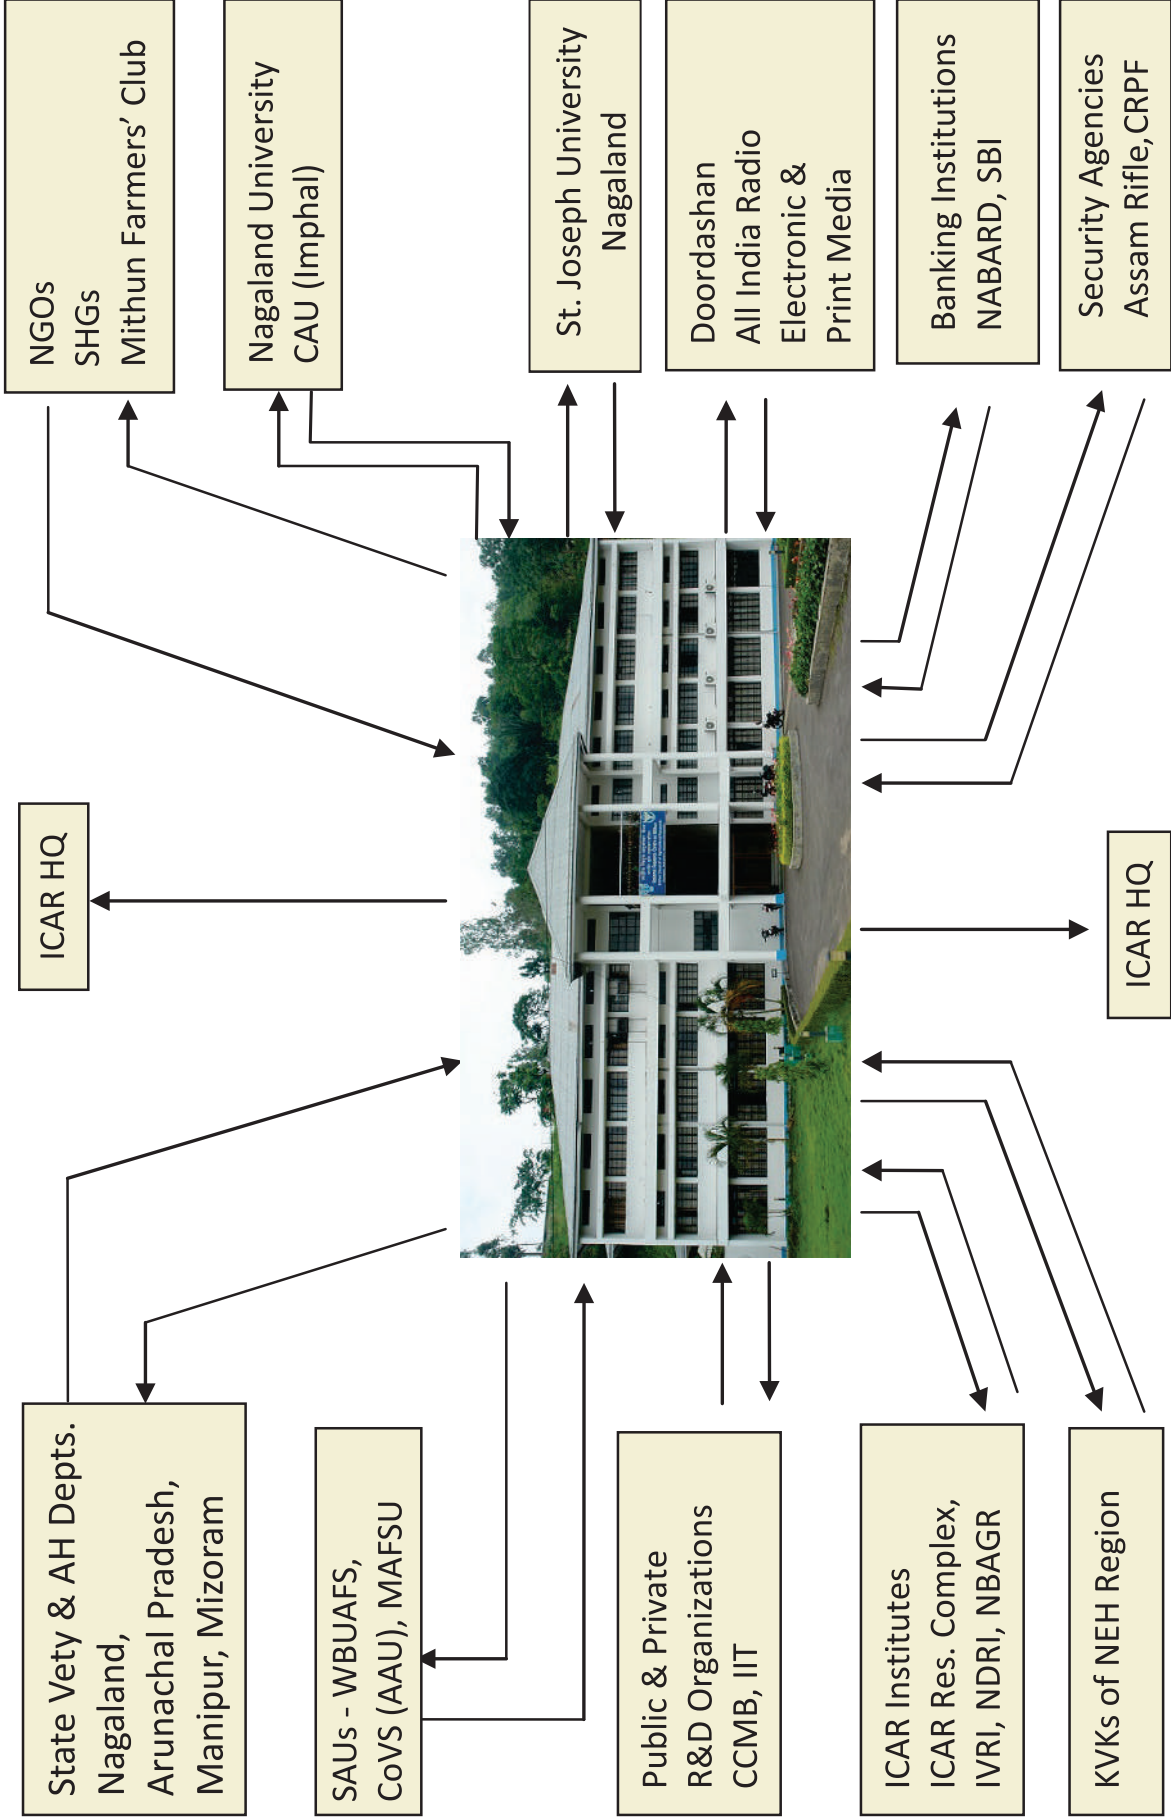 State Vety & AH Depts.
Nagaland,
Arunachal Pradesh,
Manipur, Mizoram
SAUs - WBUAFS,
CoVS (AAU), MAFSU
Public & Private
R&D Organizations
CCMB, IIT
ICAR Institutes
ICAR Res. Complex,
IVRI, NDRI, NBAGR
KVKs of NEH Region
ICAR HQ
ICAR HQ
NGOs
SHGs
Mithun Farmers’ Club
Nagaland University
CAU (Imphal)
St. Joseph University
Nagaland
Doordashan
All India Radio
Electronic &
Print Media
Banking Institutions
NABARD, SBI
Security Agencies
Assam Rifle, CRPF